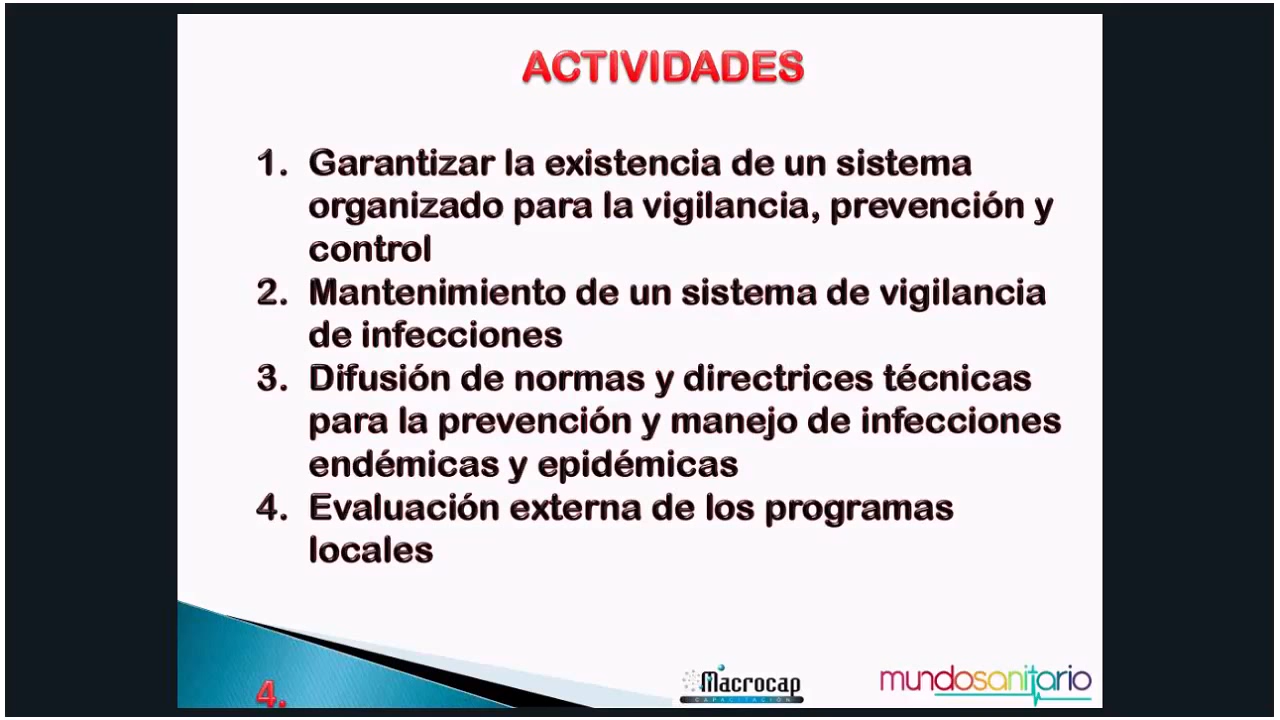 ACTIVIDADES
1. Garantizar la existencia de un sistema
organizado para la vigilancia, prevención y
control
2. Mantenimiento de un sistema de vigilancia
de infecciones
3. Difusión de normas y directrices técnicas
para la prevención y manejo de infecciones
endémicas y epidémicas
4. Evaluación externa de los programas
locales
4.
Macrocap
CAPACITACIÓN
mundosanitario